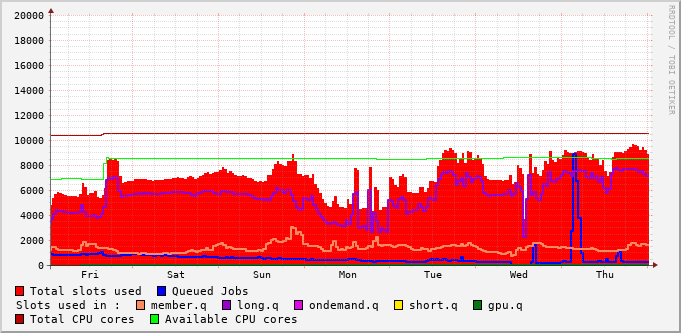 20000
18000
16000
14000
12000
10000
8000
6000
4000
2000
0
Fri Sat Sun Mon Tue Wed Thu
Total slots used Queued Jobs
Slots used in : member.q long.q ondemand.q short.q gpu.q
Total CPU cores Available CPU cores
RRDTOOL / TOBI OETIKER